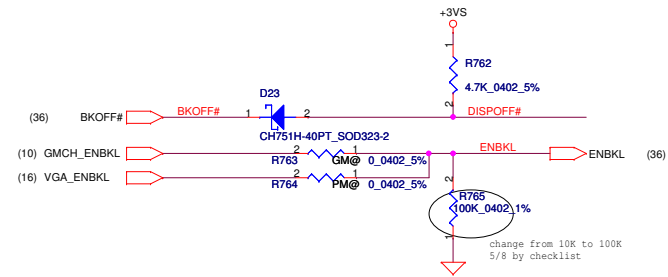 +3VS
1
R762
4.7K_0402_5%
2
D23
(36) BKOFF# BKOFF# 1 2 DISPOFF#
CH751H-40PT_SOD323-2
(10) GMCH_ENBKL 2 1 ENBKL ENBKL (36)
R763 GM@ 0_0402_5%
(16) VGA_ENBKL 2 1
R764 PM@ 0_0402_5%
2
R765
100K_0402_1%
1
change from 10K to 100K
5/8 by checklist